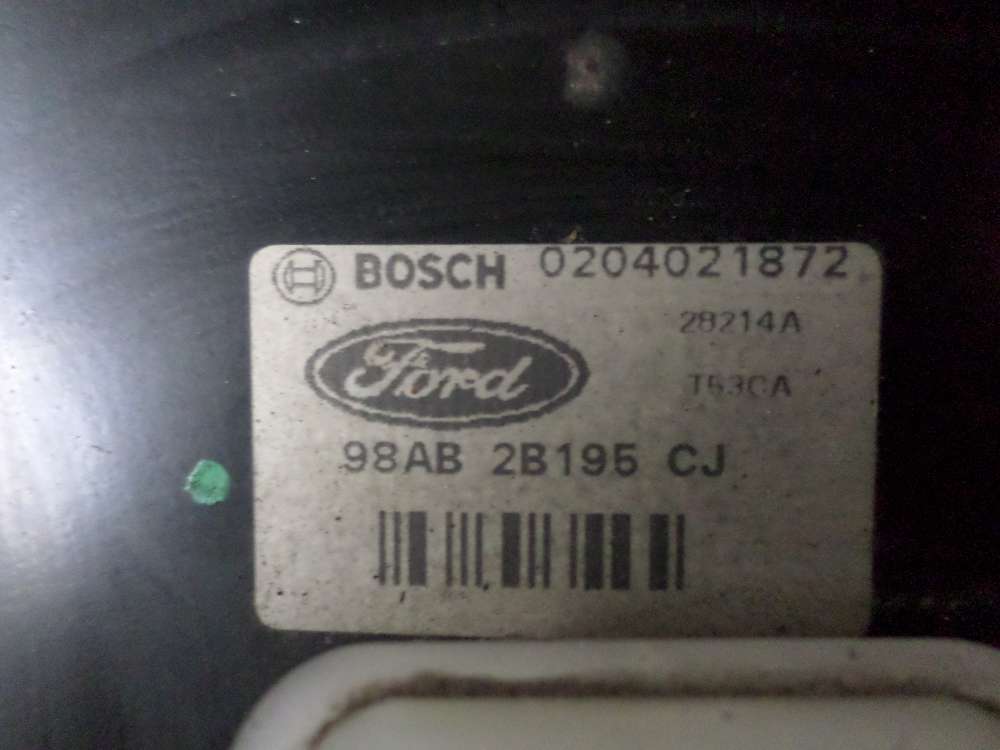 BOSCH 0204021872
28214A
Ford
T53CA
98AB 2B195 CJ